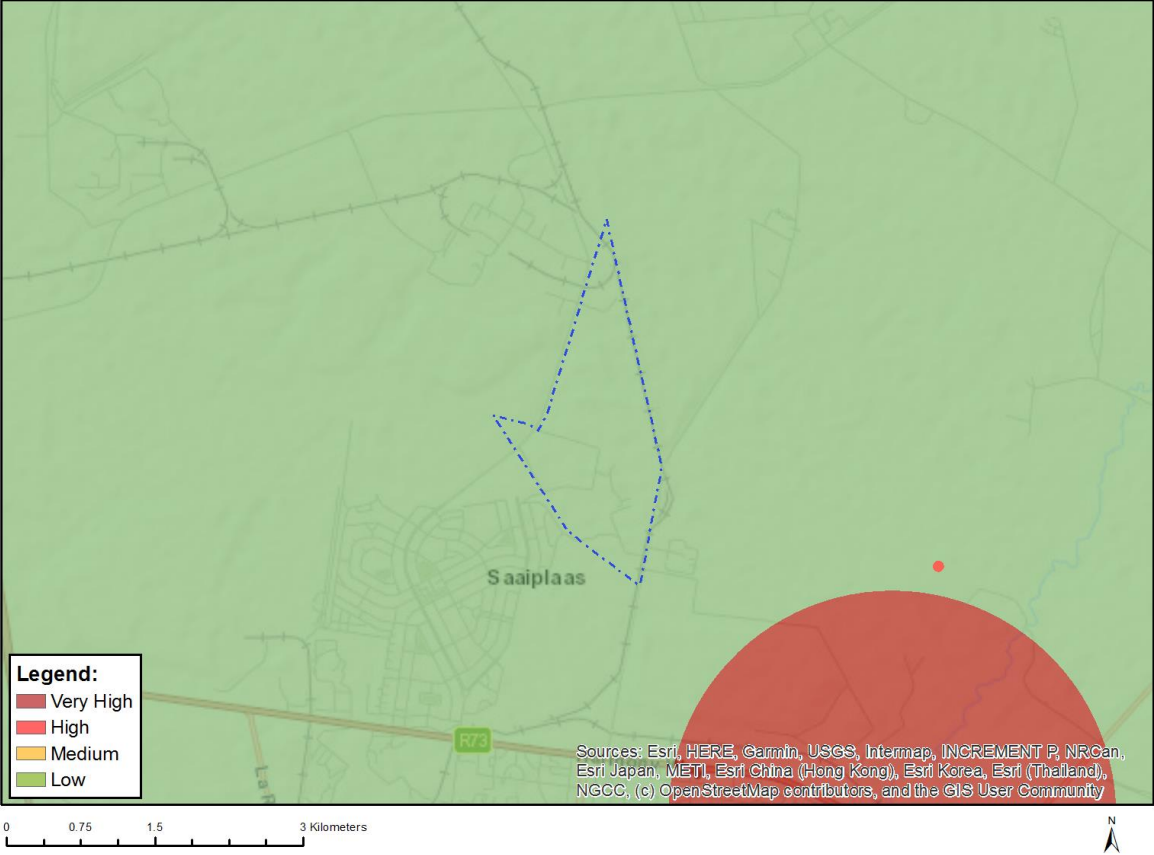 Saaiplaas
Legend:
Very High
High
Medium
Low
R73
La R
Sources: Esri, HERE, Garmin, USGS, Intermap, INCREMENT P, NRCan,
Esri Japan, METI, Esri China (Hong Kong), Esri Korea, Esri (Thailand),
NGCC, (c) OpenStreetMap contributors, and the GIS User Community
0 0.75 1.5 3 Kilometers
N